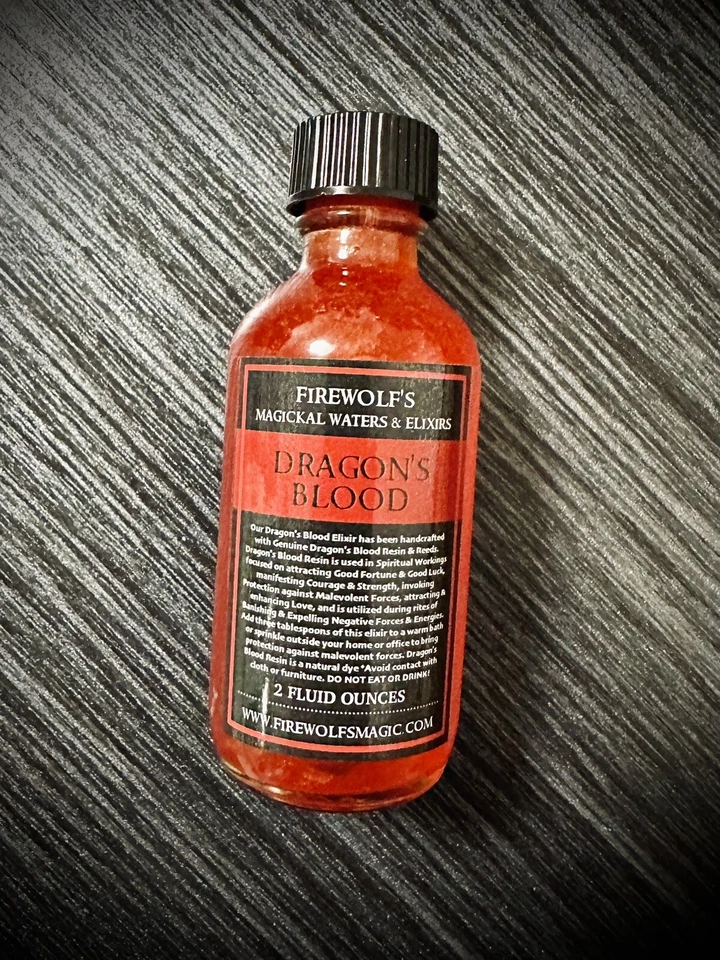 FIREWOLF'S
MAGICKAL WATERS & ELIXIRS
DRAGON'S
BLOOD
Our Dragon's Blood Elixir has been handcrafted
with Genuine Dragon's Blood Resin & Reeds.
Dragon's Blood Resin is used in Spiritual Workings
focused on attracting Good Fortune & Good Luck,
manifesting Courage & Strength, invoking
Protection against Malevolent Forces, attracting &
enhancing Love, and is utilized during rites of
Banishing & Expelling Negative Forces & Energies.
Add three tablespoons of this elixir to a warm bath
or sprinkle outside your home or office to bring
protection against malevolent forces. Dragon's
Blood Resin is a natural dye *Avoid contact with
cloth or furniture. DO NOT EAT OR DRINK!
2 FLUID OUNCES
WWW.FIREWOLFSMAGIC.COM